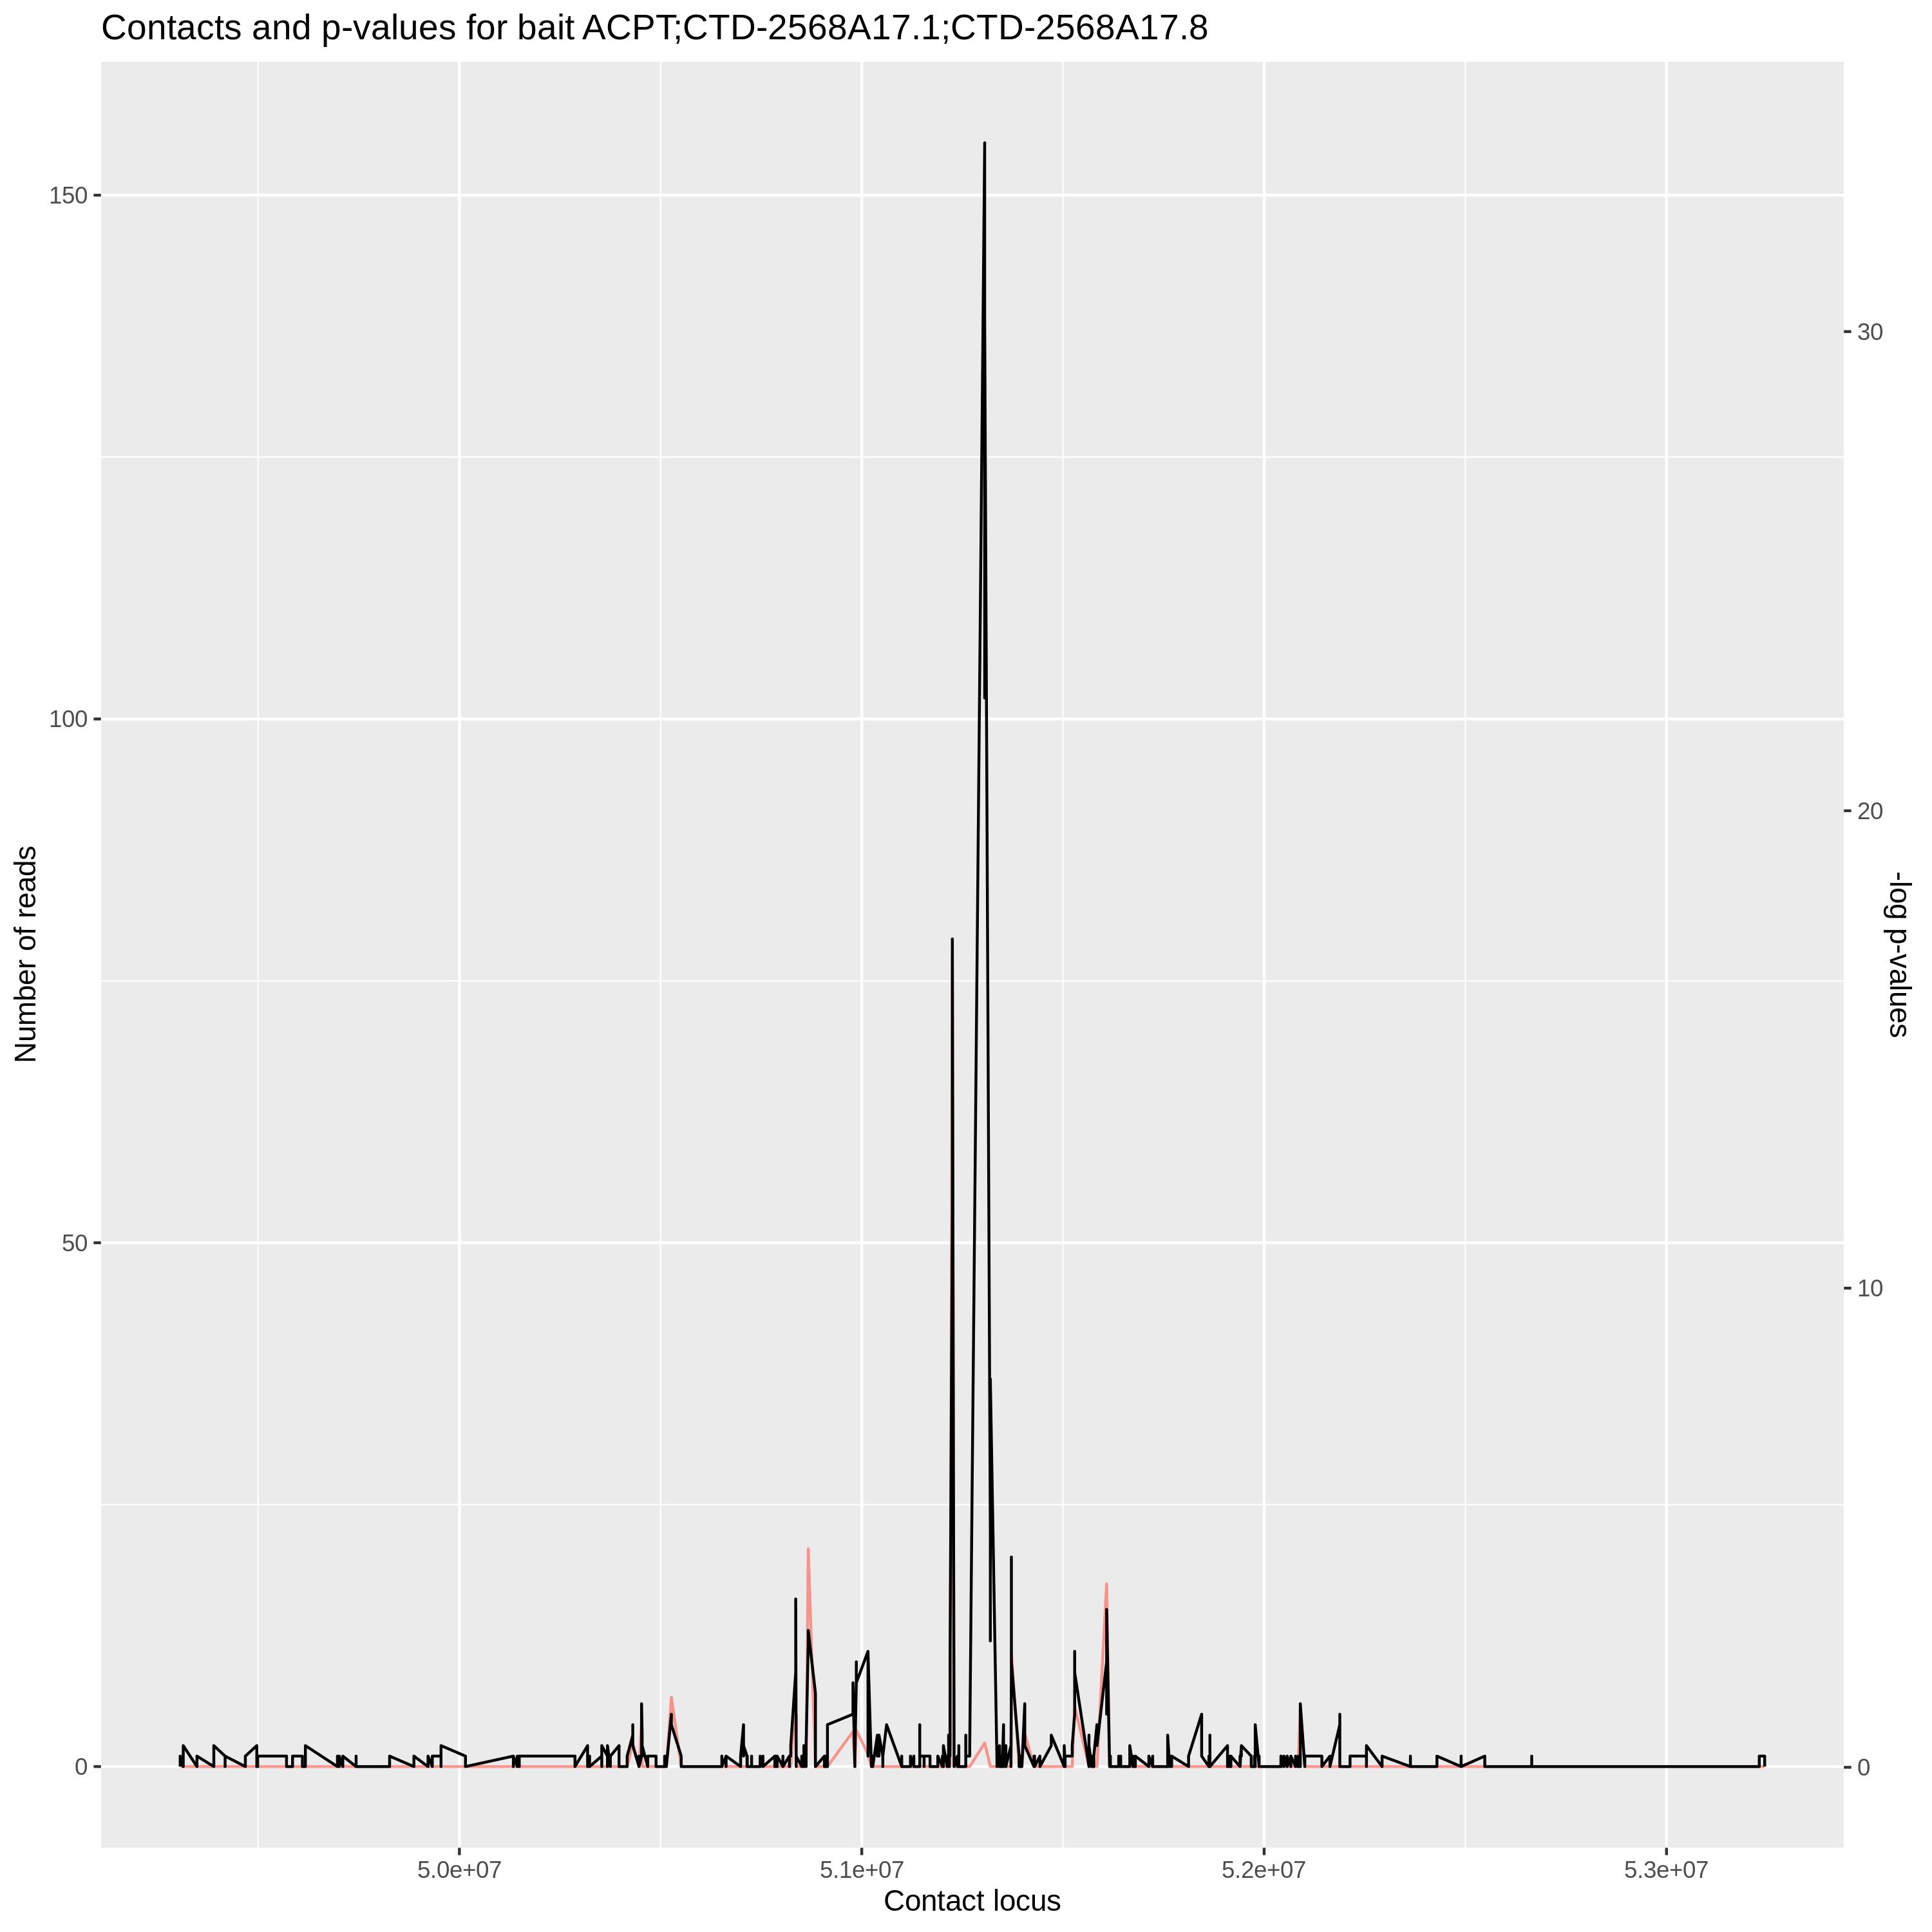 Contacts and p-values for bait ACPT;CTD-2568A17.1;CTD-2568A17.8
150
100
50
0
Number of reads
30
20
10
0
-log p-values
5.0e+07
5.1e+07
5.2e+07
5.3e+07
Contact locus